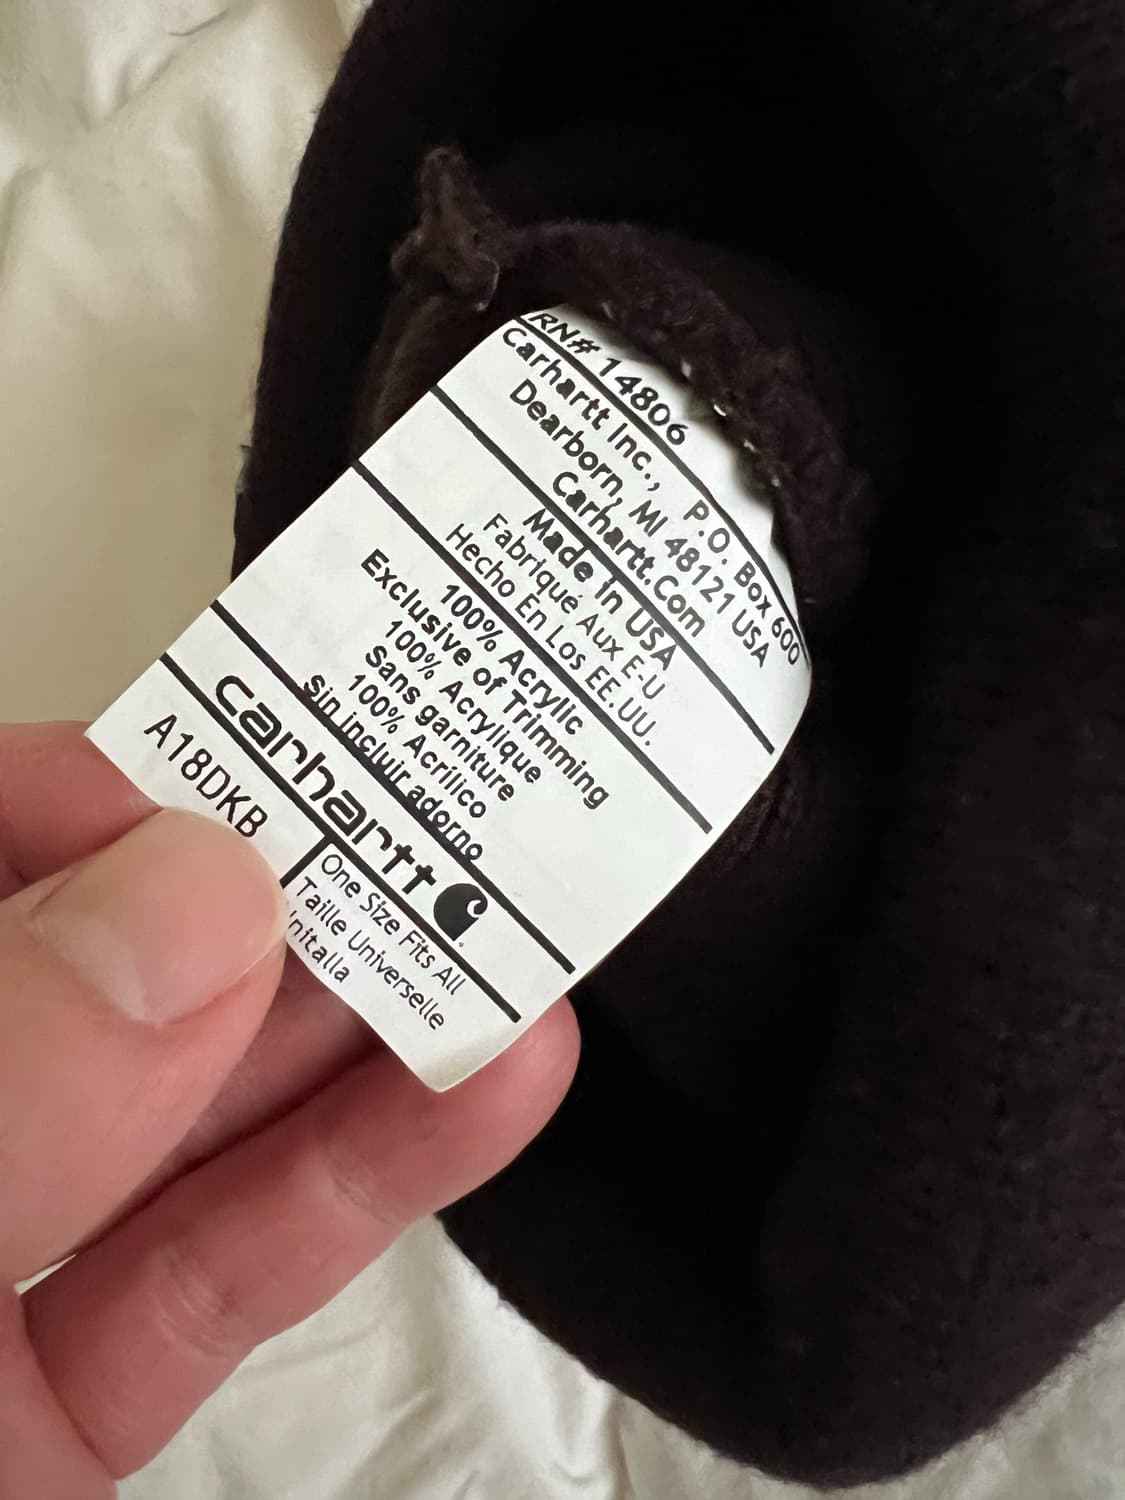 RN# 14806
Carhartt Inc., P.O. Box 600
Dearborn, MI 48121 USA
Carhartt.Com
Made in USA
Fabriqué Aux E-U
Hecho En Los EE.UU.
100% Acrylic
Exclusive of Trimming
100% Acrylique
Sans garniture
100% Acrilico
Sin incluir adorno
carhartt
A18DKB
One Size Fits All
Taille Universelle